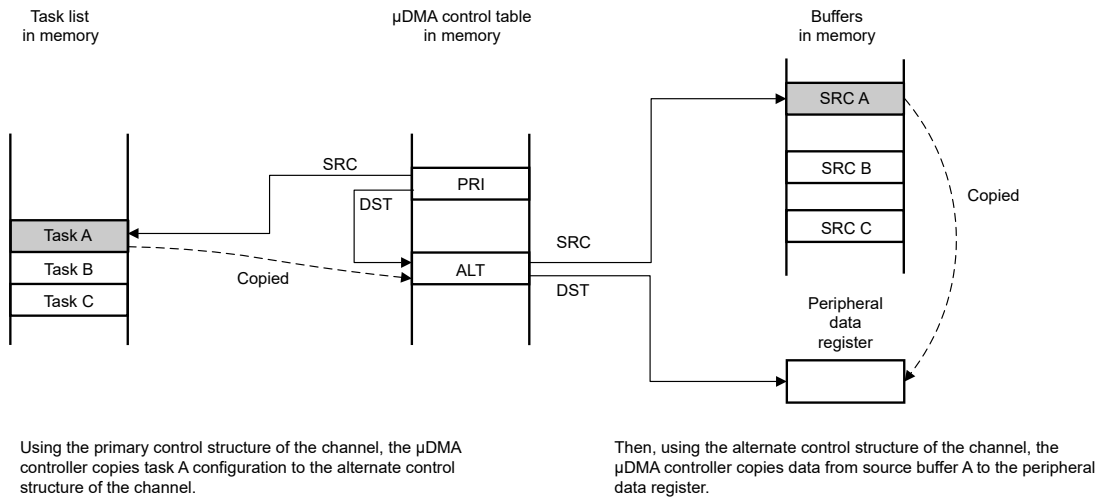 Task list
in memory
µDMA control table
in memory
Buffers
in memory
SRC A
SRC
PRI
SRC B
DST
Copied
SRC C
Task A
SRC
Task B
ALT
Copied
DST
Task C
Peripheral
data
register
Using the primary control structure of the channel, the µDMA
controller copies task A configuration to the alternate control
structure of the channel.
Then, using the alternate control structure of the channel, the
µDMA controller copies data from source buffer A to the peripheral
data register.